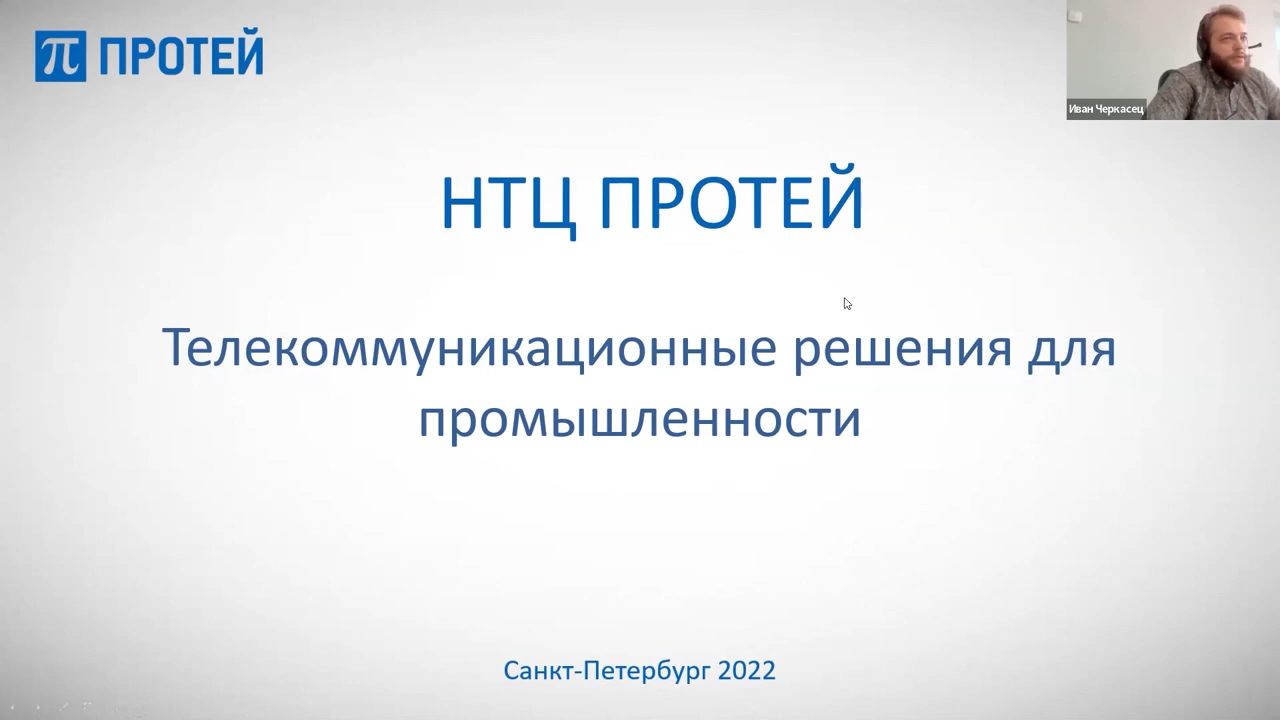 π ПРОТЕЙ
Иван Черкасец
НТЦ ПРОТЕЙ
Телекоммуникационные решения для
промышленности
Санкт-Петербург 2022